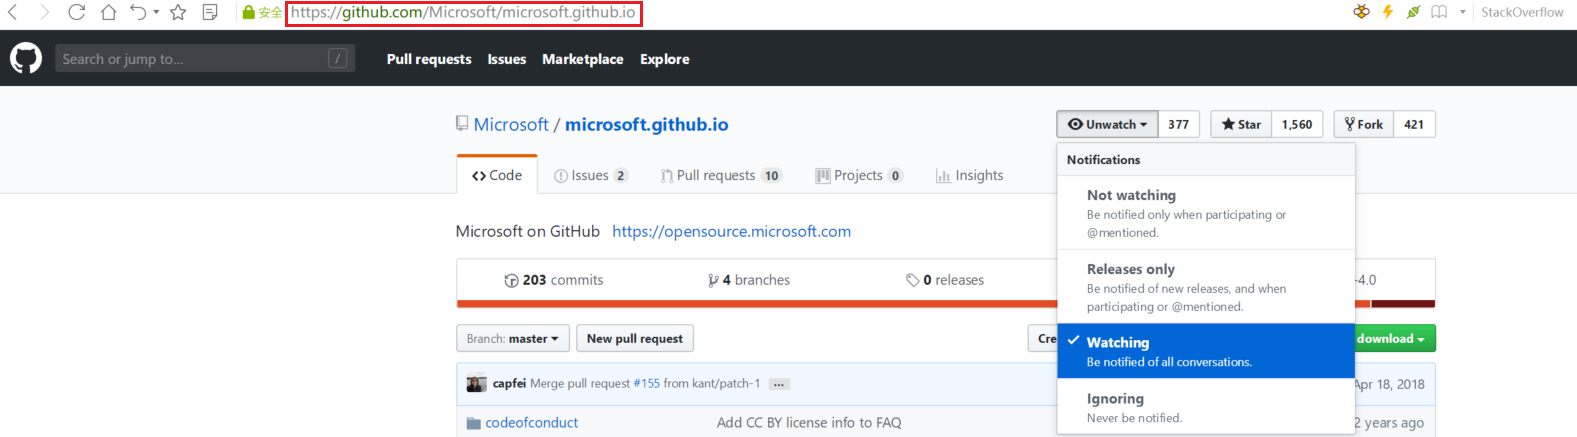 安全 https://github.com/Microsoft/microsoft.github.io StackOverflow
Search or jump to... / Pull requests Issues Marketplace Explore
Microsoft / microsoft.github.io Unwatch 377 Star 1,560 Fork 421
Notifications
Code Issues 2 Pull requests 10 Projects 0 Insights
Not watching
Be notified only when participating or
@mentioned.
Microsoft on GitHub https://opensource.microsoft.com
Releases only
Be notified of new releases, and when
participating or @mentioned.
203 commits 4 branches 0 releases -4.0
Branch: master New pull request Cre download
Watching
Be notified of all conversations.
capfei Merge pull request #155 from kant/patch-1 ... Apr 18, 2018
Ignoring
Never be notified.
codeofconduct Add CC BY license info to FAQ 2 years ago